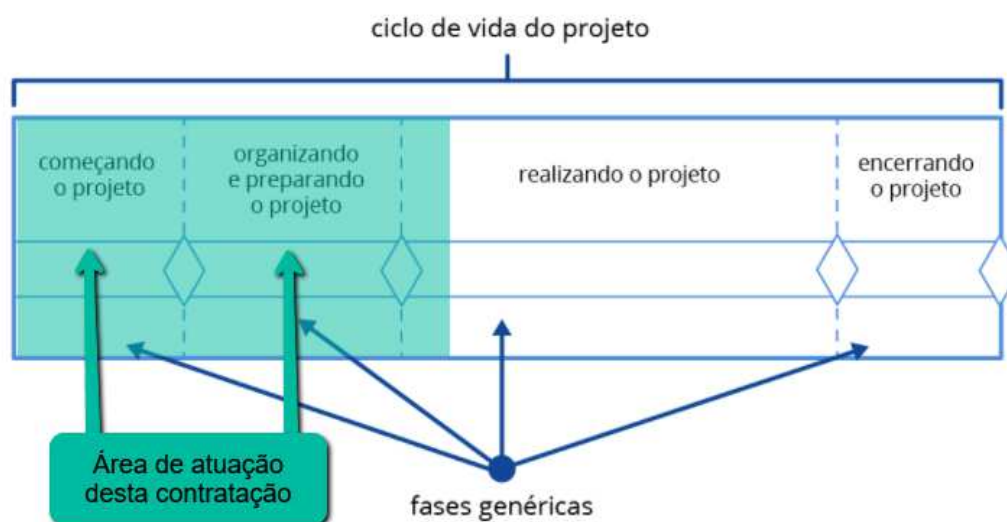 ciclo de vida do projeto
começando
o projeto
organizando
e preparando
o projeto
realizando o projeto
encerrando
o projeto
Área de atuação
desta contratação
fases genéricas